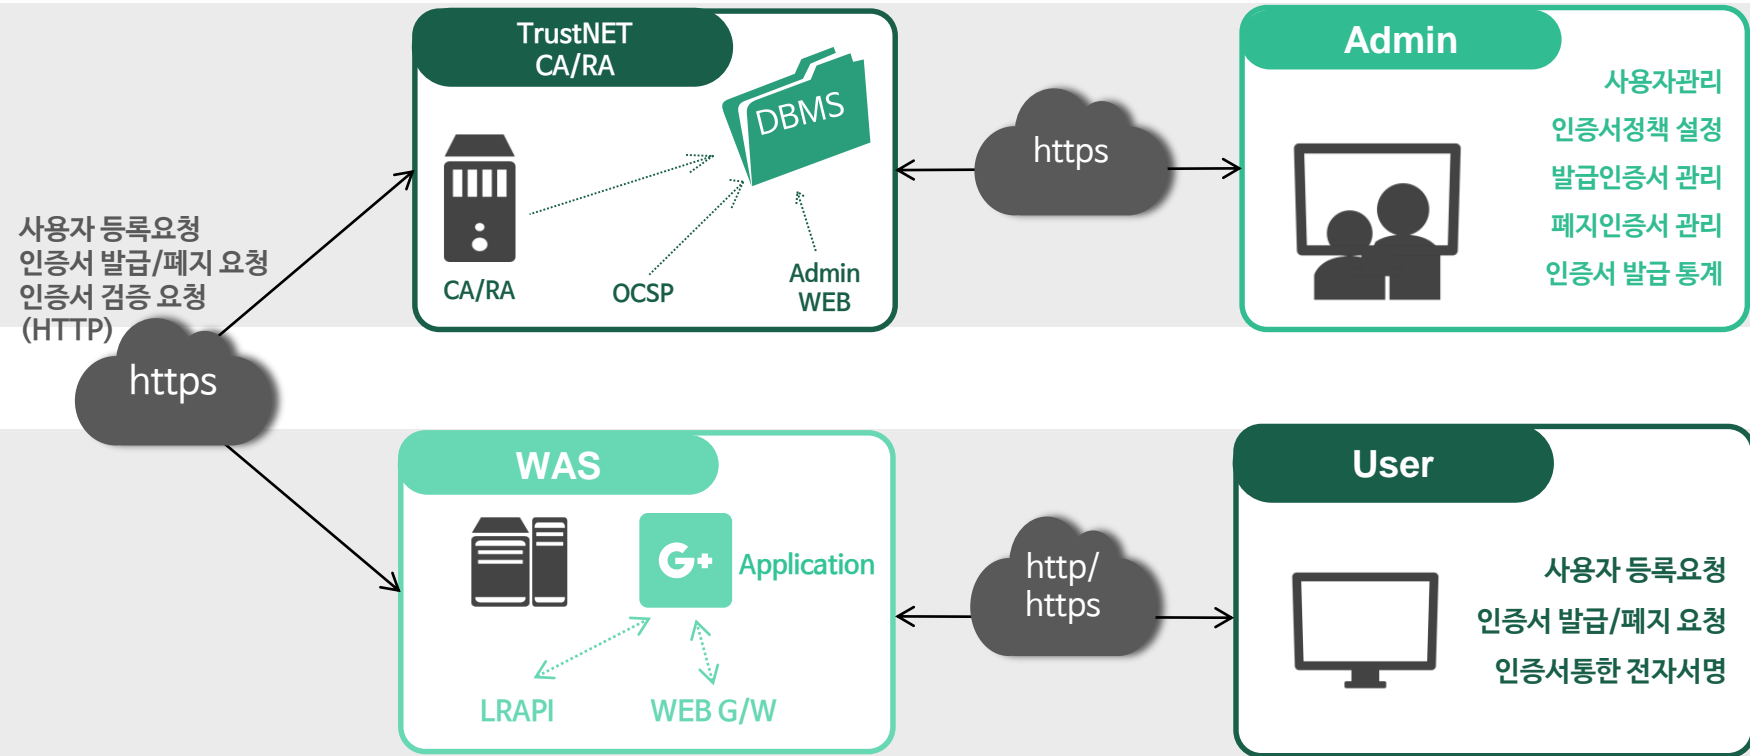 TrustNET
CA/RA
DBMS
CA/RA
OCSP
Admin
WEB
https
Admin
사용자관리
인증서정책 설정
발급인증서 관리
폐지인증서 관리
인증서 발급 통계
사용자 등록요청
인증서 발급/폐지 요청
인증서 검증 요청
(HTTP)
https
WAS
G+
Application
LRAPI
WEB G/W
http/
https
User
사용자 등록요청
인증서 발급/폐지 요청
인증서통한 전자서명